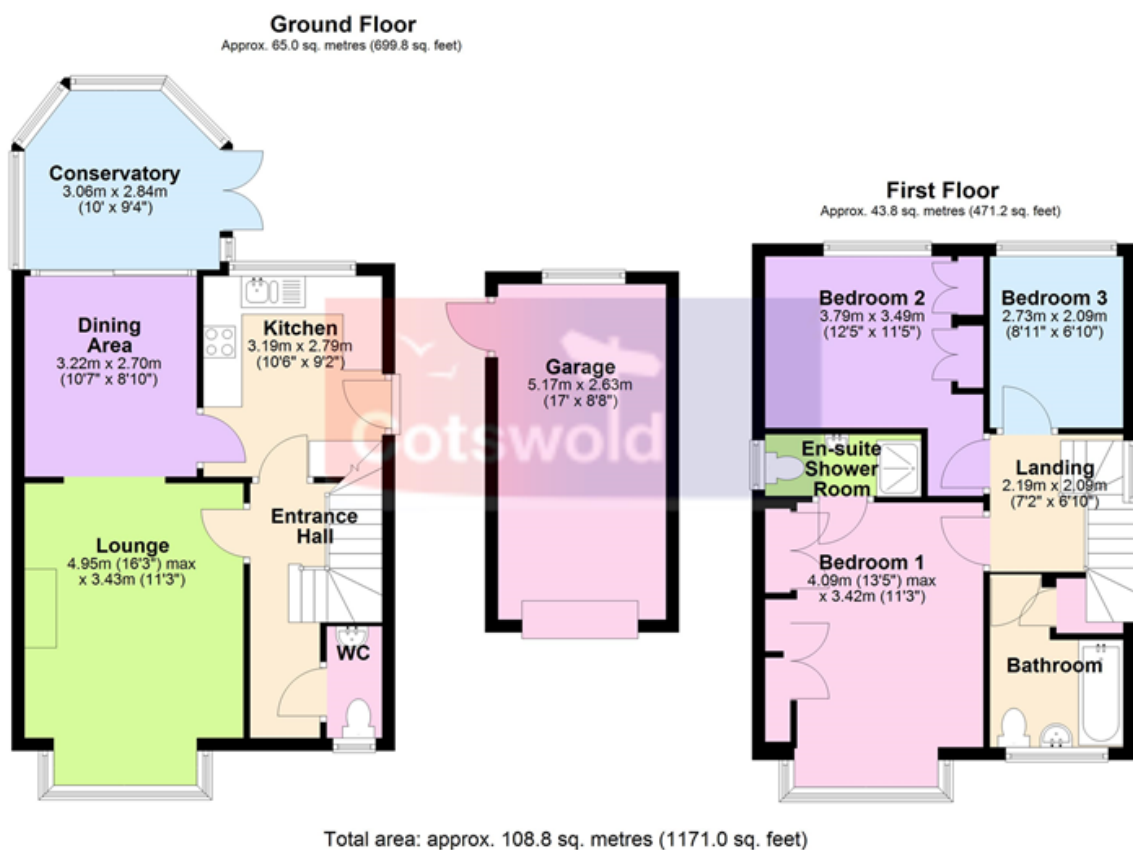 Ground Floor
Approx. 65.0 sq. metres (699.8 sq. feet)
Conservatory
3.06m x 2.84m
(10' x 9'4")
Dining
Area
3.22m x 2.70m
(10'7" x 8'10")
Kitchen
3.19m x 2.79m
(10'6" x 9'2")
Lounge
4.95m (16'3") max
x 3.43m (11'3")
Entrance
Hall
WC
Garage
5.17m x 2.63m
(17' x 8'8")
Cotswold
First Floor
Approx. 43.8 sq. metres (471.2 sq. feet)
Bedroom 2
3.79m x 3.49m
(12'5" x 11'5")
Bedroom 3
2.73m x 2.09m
(8'11" x 6'10")
En-suite
Shower
Room
Landing
2.19m x 2.09m
(7'2" x 6'10")
Bedroom 1
4.09m (13'5") max
x 3.42m (11'3")
Bathroom
Total area: approx. 108.8 sq. metres (1171.0 sq. feet)